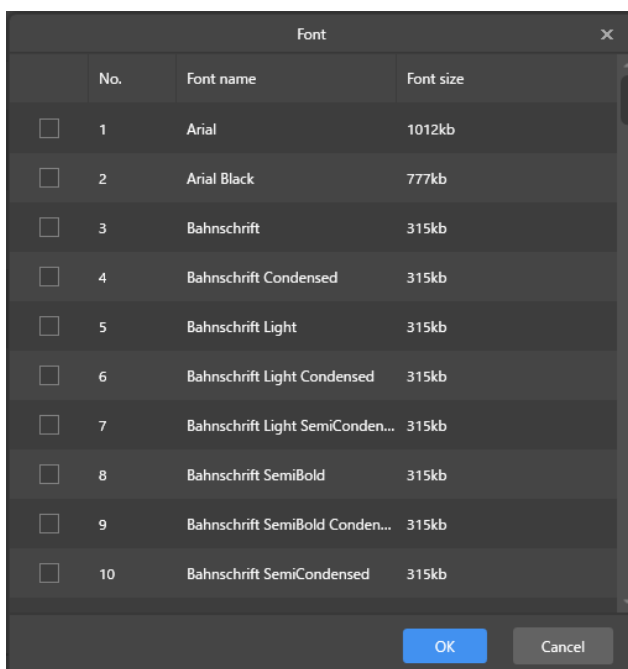 Font
No. Font name Font size
1 Arial 1012kb
2 Arial Black 777kb
3 Bahnschrift 315kb
4 Bahnschrift Condensed 315kb
5 Bahnschrift Light 315kb
6 Bahnschrift Light Condensed 315kb
7 Bahnschrift Light SemiConden... 315kb
8 Bahnschrift SemiBold 315kb
9 Bahnschrift SemiBold Conden... 315kb
10 Bahnschrift SemiCondensed 315kb
OK Cancel